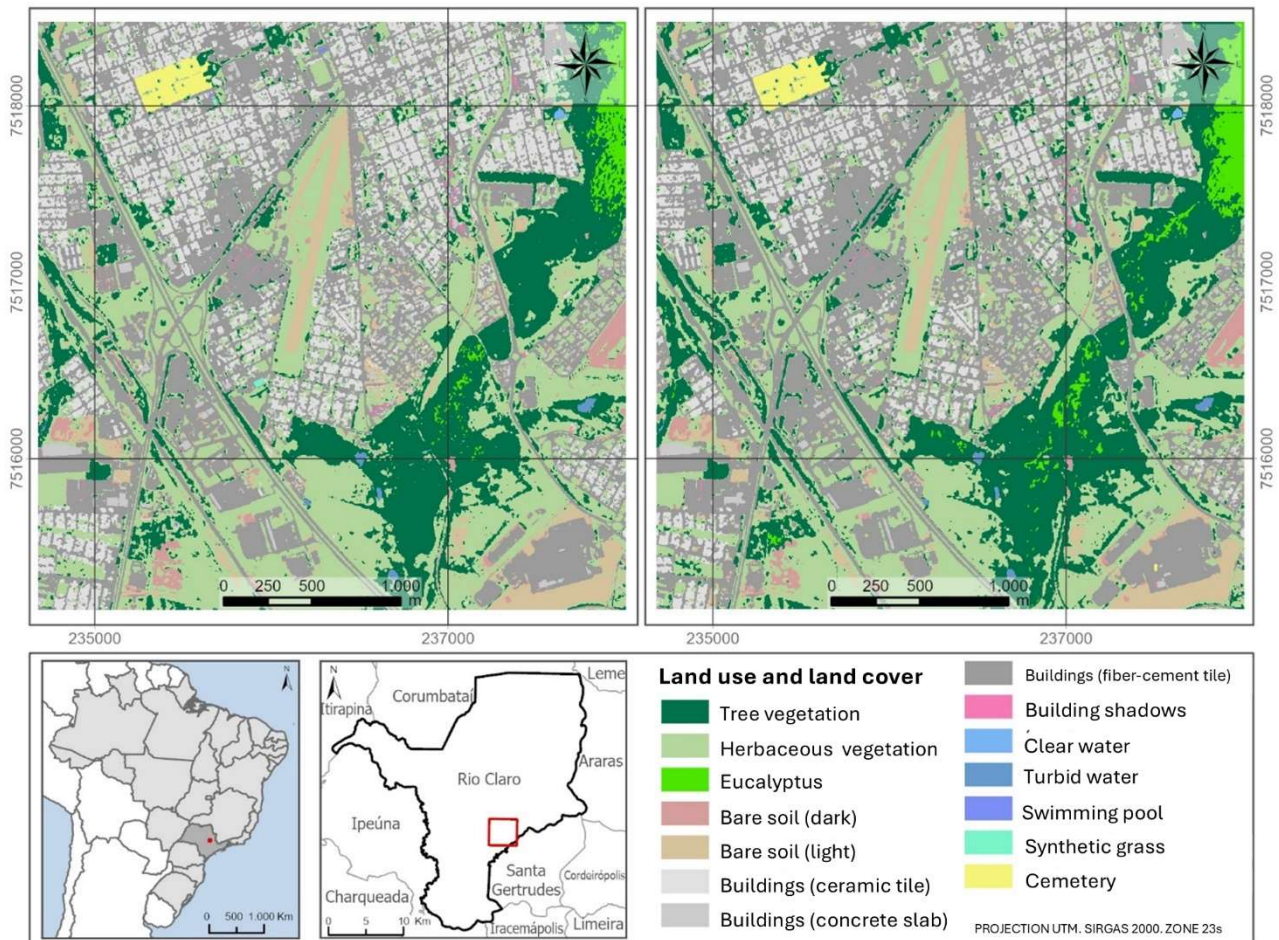 7518000
7517000
7516000
0 250 500 1.000
m
235000
237000
0 250 500 1.000
m
235000
237000
7518000
7517000
7516000
N
0 500 1.000 Km
N
Leme
Corumbataí
Itirapina
Araras
Rio Claro
Ipeúna
Santa
Gertrudes
Cordeirópolis
Charqueada
Iracemápolis
Limeira
0 5 10 Km
Land use and land cover
Tree vegetation
Herbaceous vegetation
Eucalyptus
Bare soil (dark)
Bare soil (light)
Buildings (ceramic tile)
Buildings (concrete slab)
Buildings (fiber-cement tile)
Building shadows
Clear water
Turbid water
Swimming pool
Synthetic grass
Cemetery
PROJECTION UTM. SIRGAS 2000. ZONE 23s